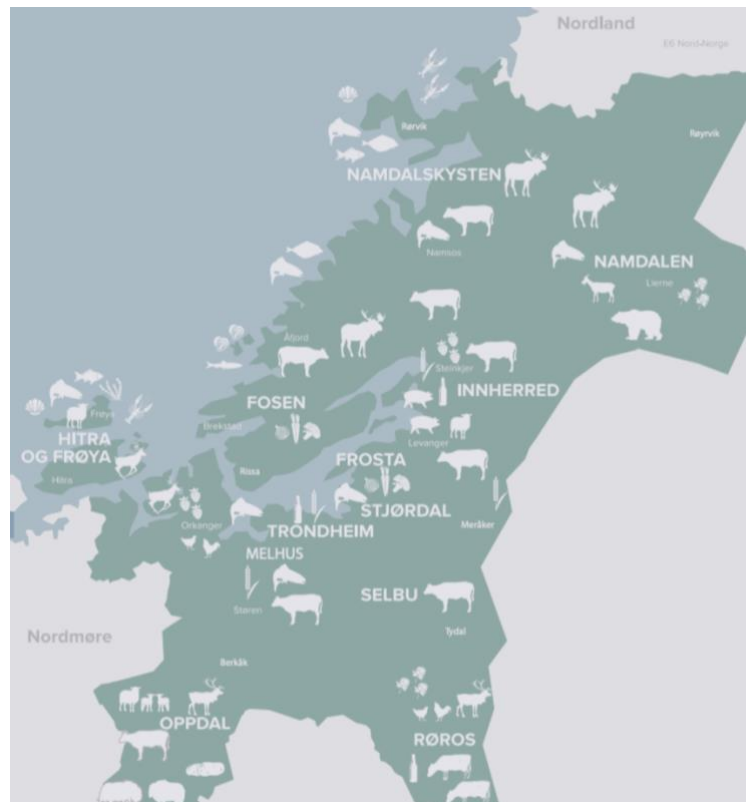 Nordland
E6 Nord-Norge
Rørvik
Røyrvik
NAMDALSKYSTEN
Namsos
NAMDALEN
Lierne
Åfjord
Steinkjer
INNHERRED
FOSEN
Frøya
Brekstad
HITRA
OG FRØYA
Levanger
FROSTA
Rissa
Hitra
STJØRDAL
Orkanger
TRONDHEIM
Meråker
MELHUS
SELBU
Støren
Tydal
Nordmøre
Berkåk
OPPDAL
RØROS